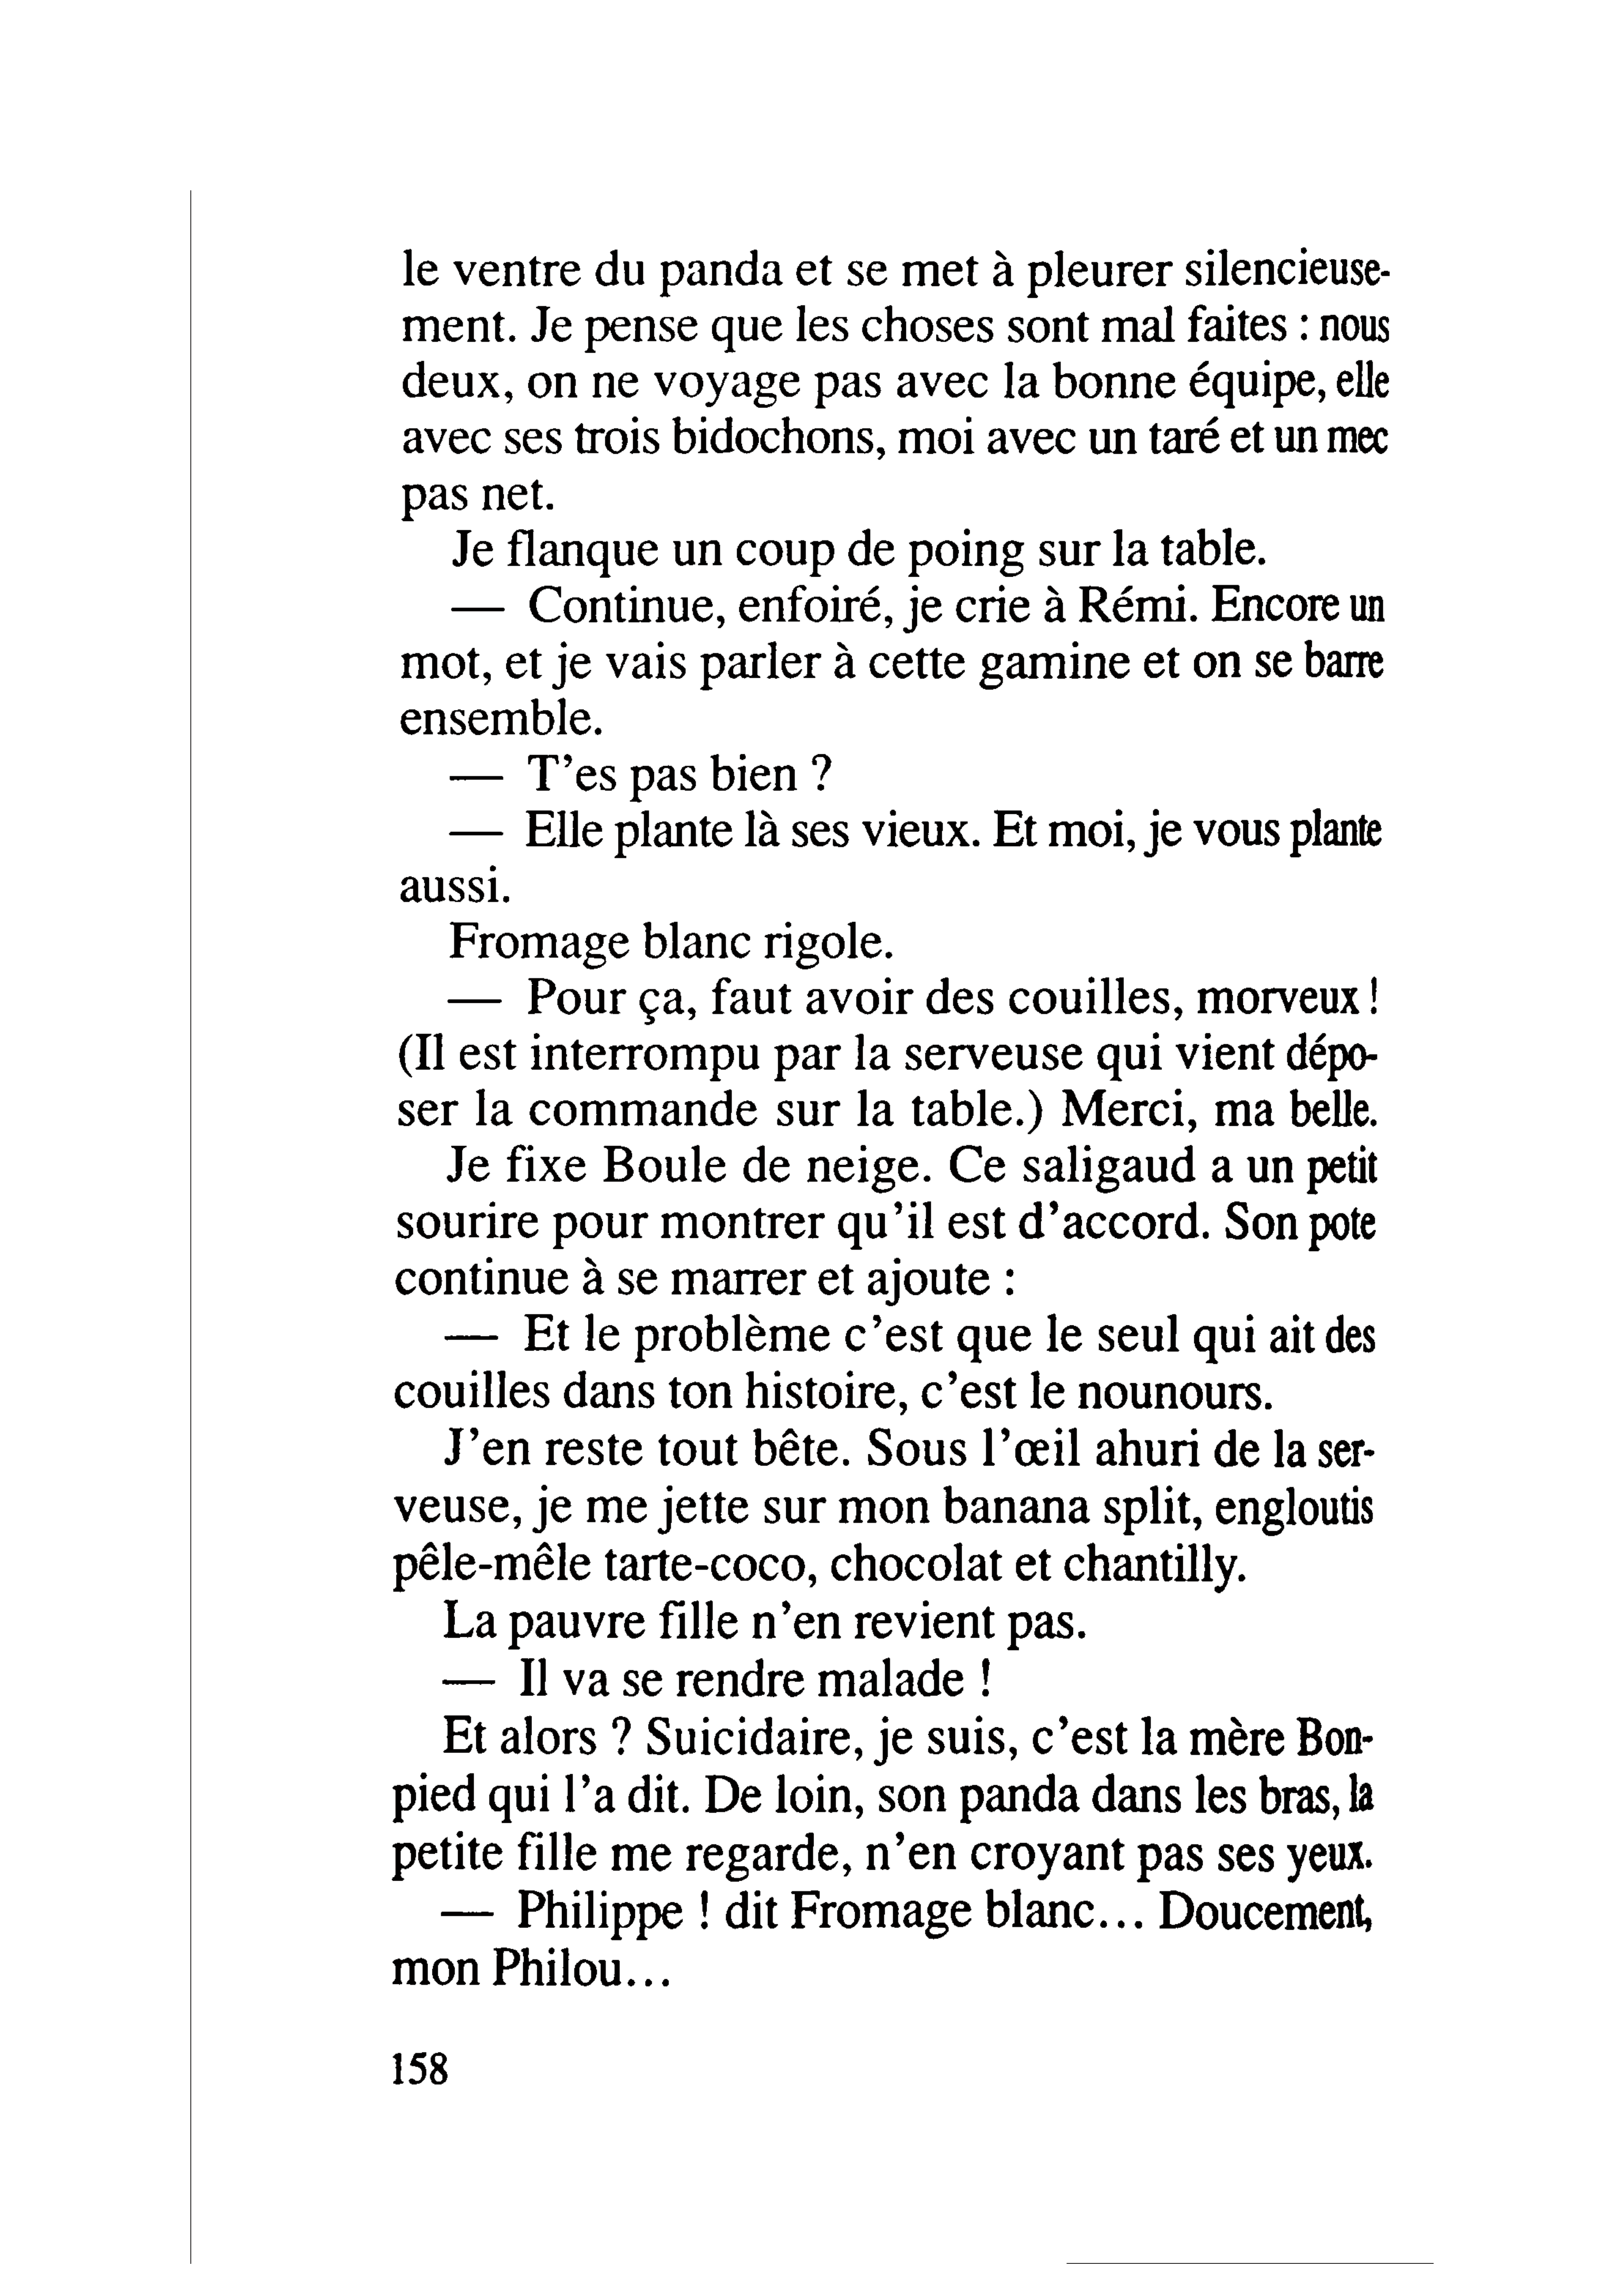 le ventre du panda et se met à pleurer silencieuse-
ment. Je pense que les choses sont mal faites : nous
deux, on ne voyage pas avec la bonne équipe, elle
avec ses trois bidochons, moi avec un taré et un mec
pas net.
Je flanque un coup de poing sur la table.
— Continue, enfoiré, je crie à Rémi. Encore un
mot, et je vais parler à cette gamine et on se barre
ensemble.
— T'es pas bien ?
— Elle plante là ses vieux. Et moi, je vous plante
aussi.
Fromage blanc rigole.
— Pour ça, faut avoir des couilles, morveux !
(Il est interrompu par la serveuse qui vient dépo-
ser la commande sur la table.) Merci, ma belle.
Je fixe Boule de neige. Ce saligaud a un petit
sourire pour montrer qu'il est d'accord. Son pote
continue à se marrer et ajoute :
— Et le problème c'est que le seul qui ait des
couilles dans ton histoire, c'est le nounours.
J'en reste tout bête. Sous l'œil ahuri de la ser-
veuse, je me jette sur mon banana split, engloutis
pêle-mêle tarte-coco, chocolat et chantilly.
La pauvre fille n'en revient pas.
— Il va se rendre malade !
Et alors ? Suicidaire, je suis, c'est la mère Bon-
pied qui l'a dit. De loin, son panda dans les bras, la
petite fille me regarde, n'en croyant pas ses yeux.
— Philippe ! dit Fromage blanc... Doucement,
mon Philou...
158